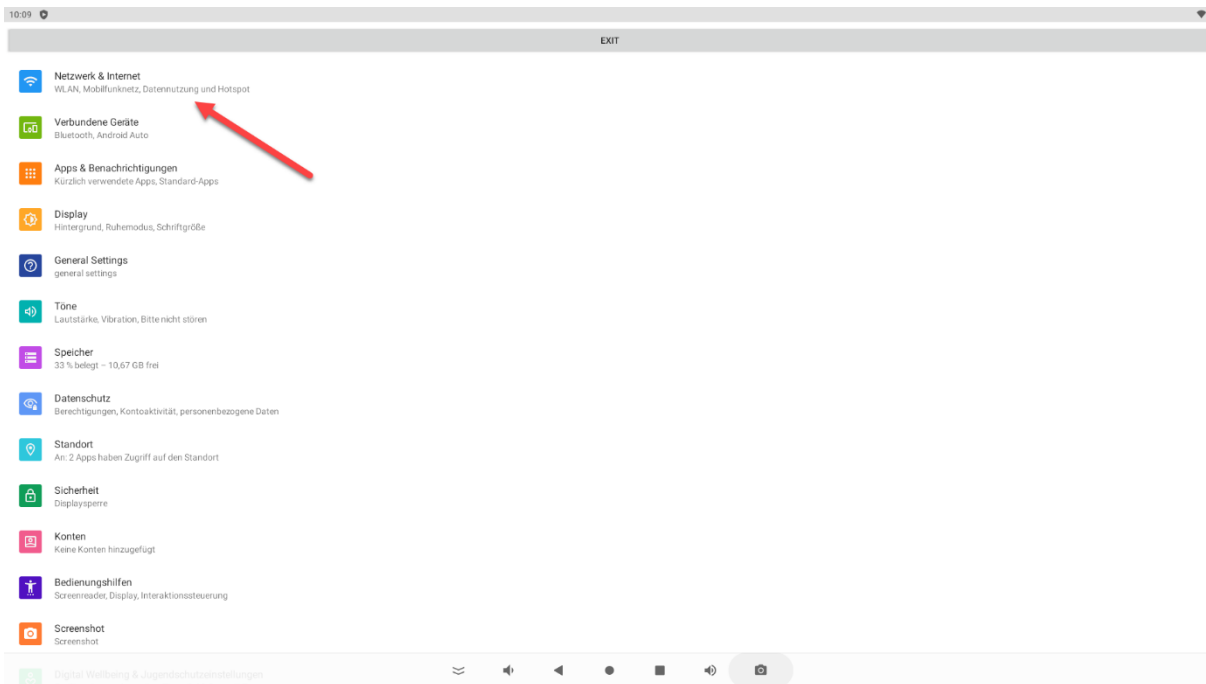 10:09
EXIT
Netzwerk & Internet
WLAN, Mobilfunknetz, Datennutzung und Hotspot
Verbundene Geräte
Bluetooth, Android Auto
Apps & Benachrichtigungen
Kürzlich verwendete Apps, Standard-Apps
Display
Hintergrund, Ruhemodus, Schriftgröße
General Settings
general settings
Töne
Lautstärke, Vibration, Bitte nicht stören
Speicher
33 % belegt – 10,67 GB frei
Datenschutz
Berechtigungen, Kontoaktivität, personenbezogene Daten
Standort
An: 2 Apps haben Zugriff auf den Standort
Sicherheit
Displaysperre
Konten
Keine Konten hinzugefügt
Bedienungshilfen
Screenreader, Display, Interaktionssteuerung
Screenshot
Screenshot
Digital Wellbeing & Jugendschutzeinstellungen